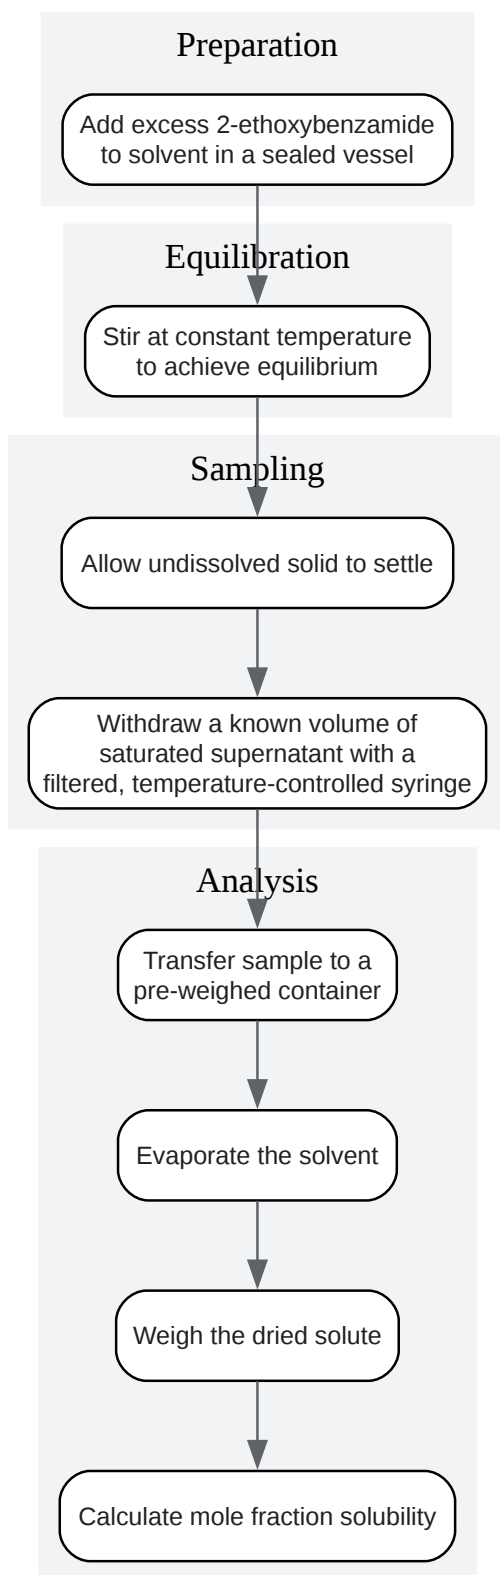 Preparation
Add excess 2-ethoxybenzamide
to solvent in a sealed vessel
Equilibration
Stir at constant temperature
to achieve equilibrium
Sampling
Allow undissolved solid to settle
Withdraw a known volume of
saturated supernatant with a
filtered, temperature-controlled syringe
Analysis
Transfer sample to a
pre-weighed container
Evaporate the solvent
Weigh the dried solute
Calculate mole fraction solubility